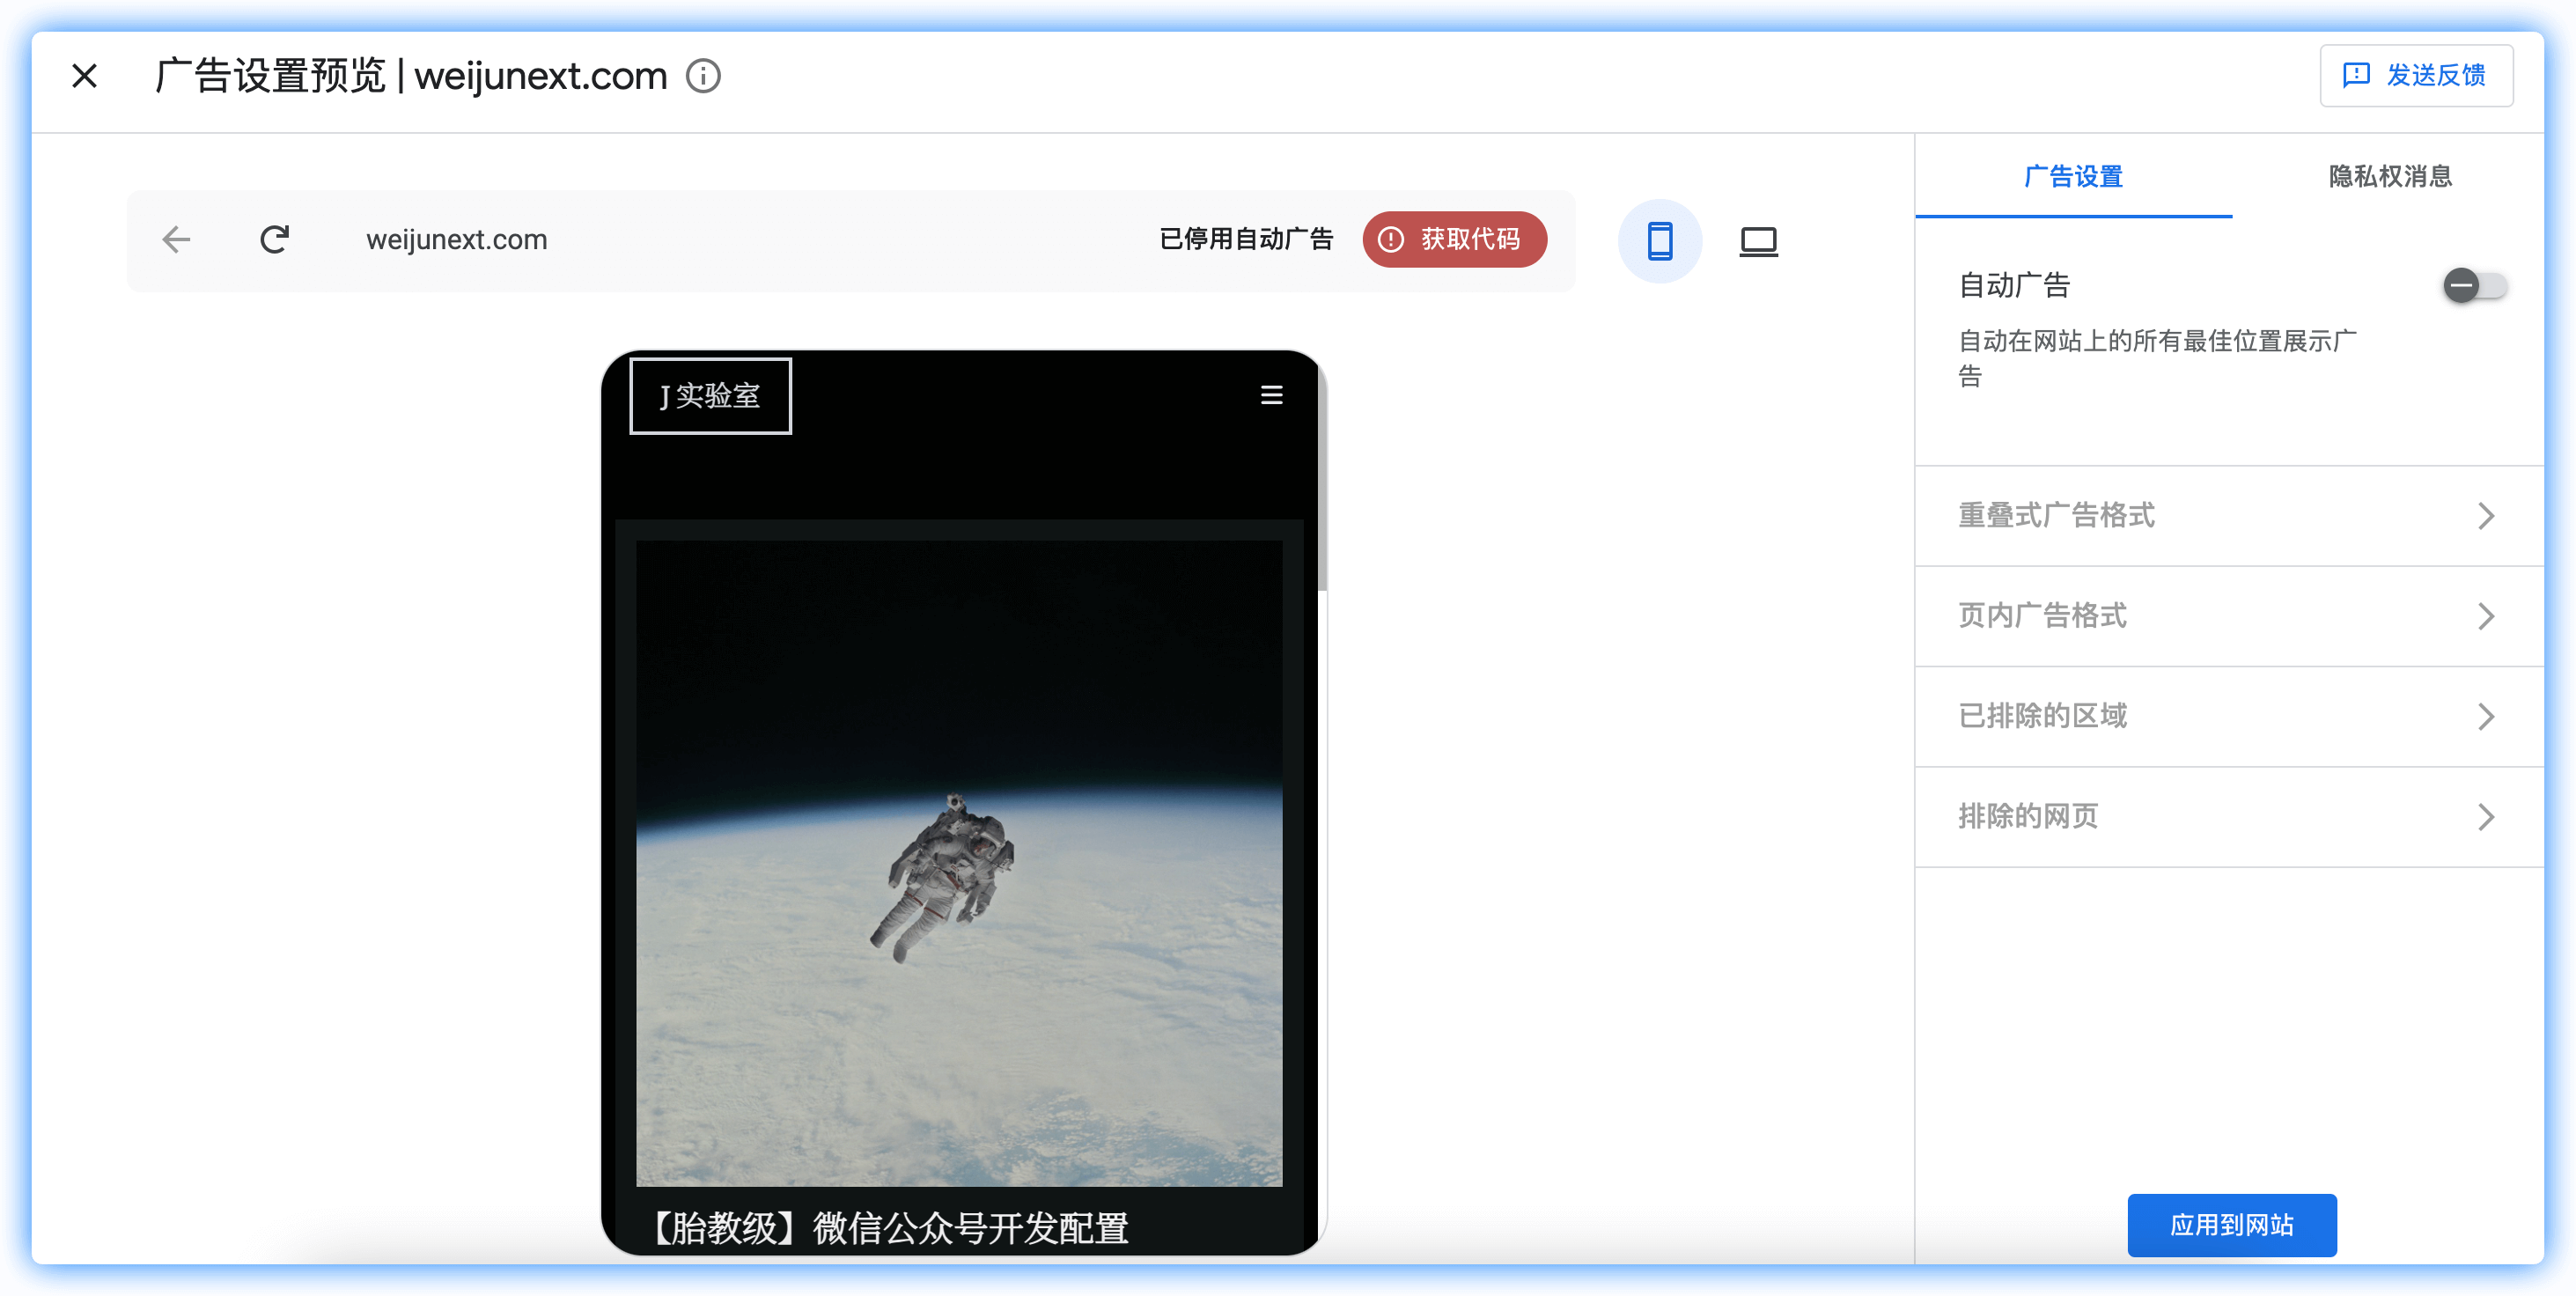 广告设置预览 | weijunext.com
发送反馈
weijunext.com
已停用自动广告
获取代码
J 实验室
【胎教级】微信公众号开发配置
广告设置
隐私权消息
自动广告
自动在网站上的所有最佳位置展示广
告
重叠式广告格式
页内广告格式
已排除的区域
排除的网页
应用到网站